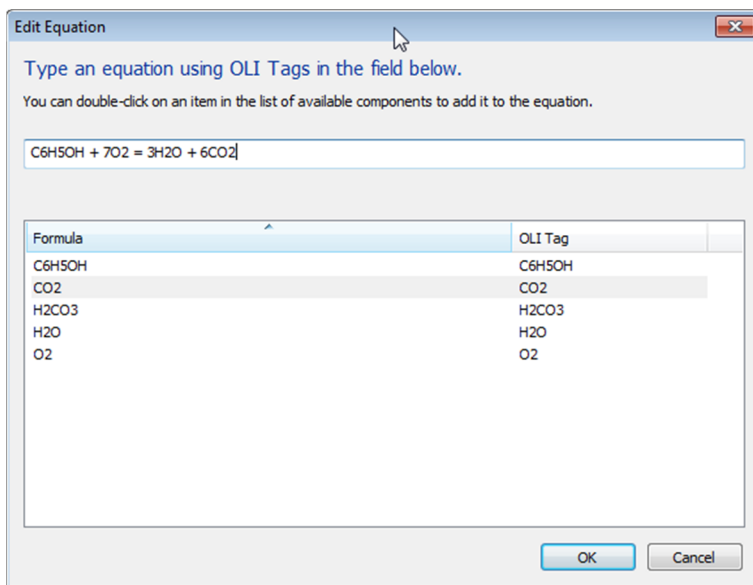 Edit Equation
Type an equation using OLI Tags in the field below.
You can double-click on an item in the list of available components to add it to the equation.
C6H5OH + 7O2 = 3H2O + 6CO2
Formula OLI Tag
C6H5OH C6H5OH
CO2 CO2
H2CO3 H2CO3
H2O H2O
O2 O2
OK Cancel